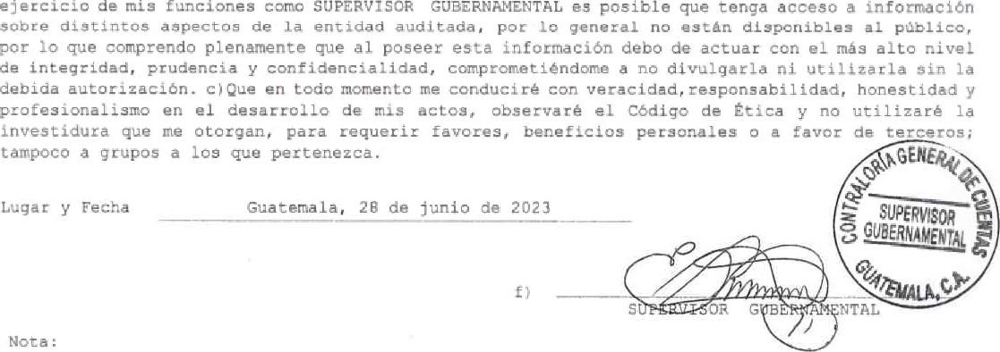 ejercicio de mis funciones como SUPERVISOR GUBERNAMENTAL es posible que tenga acceso a información
sobre distintos aspectos de la entidad auditada, por lo general no están disponibles al público,
por lo que comprendo plenamente que al poseer esta información debo de actuar con el más alto nivel
de integridad, prudencia y confidencialidad, comprometiéndome a no divulgarla ni utilizarla sin la
debida autorización. c)Que en todo momento me conduciré con veracidad,responsabilidad, honestidad y
profesionalismo en el desarrollo de mis actos, observaré el Código de Ética y no utilizaré la
investidura que me otorgan, para requerir favores, beneficios personales o a favor de terceros;
tampoco a grupos a los que pertenezca.
Lugar y Fecha Guatemala, 28 de junio de 2023
CONTRALORÍA GENERAL DE CUENTAS
SUPERVISOR
GUBERNAMENTAL
GUATEMALA, C.A.
f)
SUPERVISOR GUBERNAMENTAL
Nota: